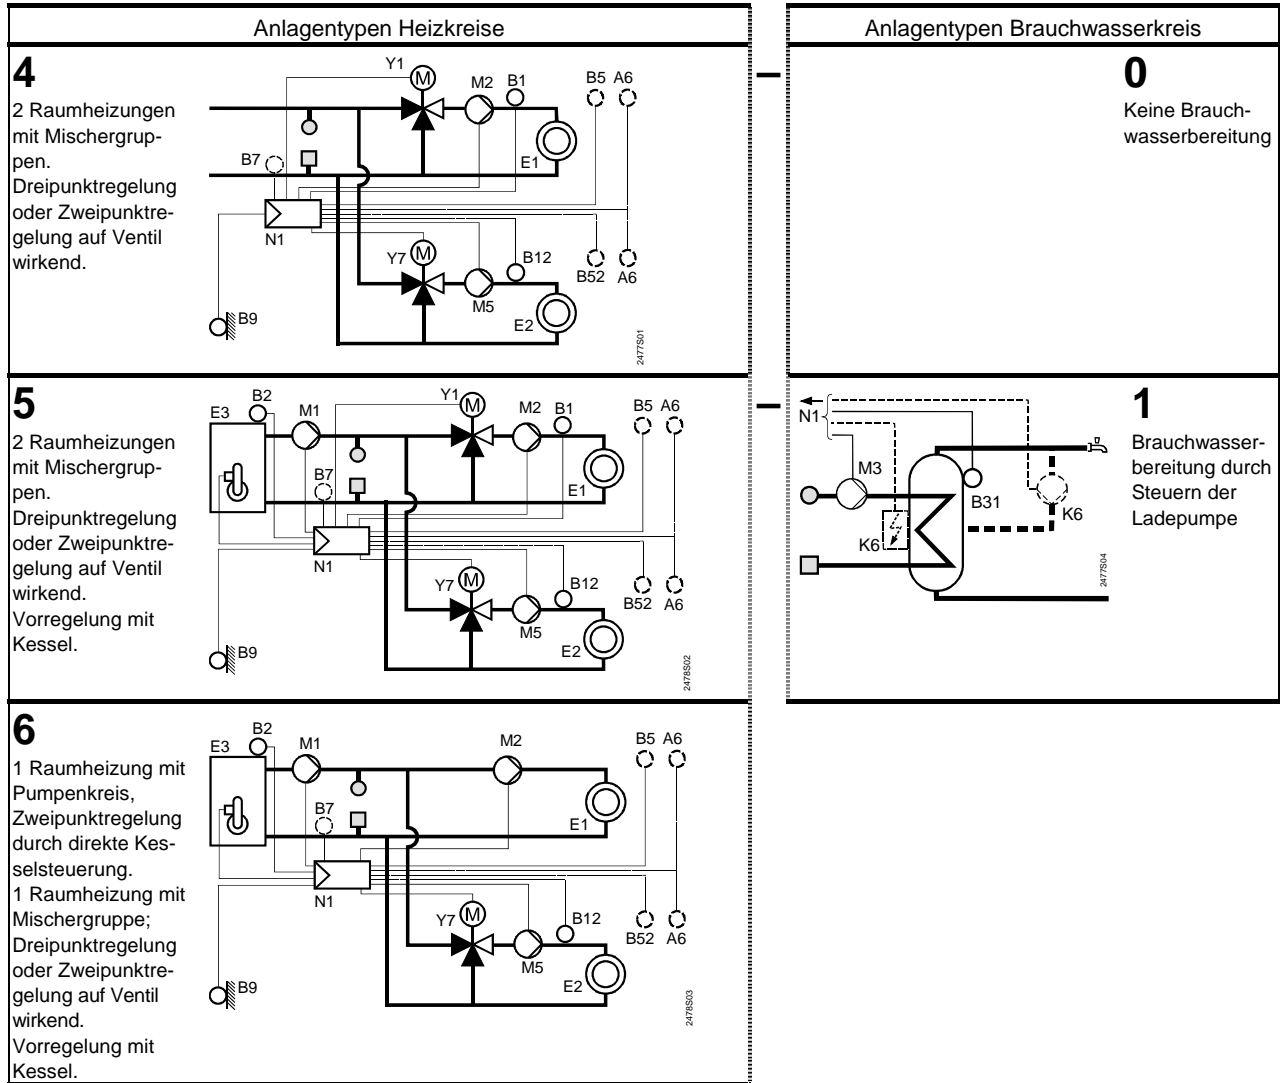 Anlagentypen Heizkreise
Anlagentypen Brauchwasserkreis
4
2 Raumheizungen
mit Mischergrup-
pen.
Dreipunktregelung
oder Zweipunktre-
gelung auf Ventil
wirkend.
Y1
M
M2
B1
B5
A6
B7
E1
N1
Y7
M
B12
B52
A6
M5
E2
B9
2477S01
0
Keine Brauch-
wasserbereitung
5
2 Raumheizungen
mit Mischergrup-
pen.
Dreipunktregelung
oder Zweipunktre-
gelung auf Ventil
wirkend.
Vorregelung mit
Kessel.
E3
B2
M1
Y1
M
M2
B1
B5
A6
B7
E1
N1
Y7
M
B12
B52
A6
M5
E2
B9
2478S02
1
Brauchwasser-
bereitung durch
Steuern der
Ladepumpe
N1
M3
B31
K6
K6
2477S04
6
1 Raumheizung mit
Pumpenkreis,
Zweipunktregelung
durch direkte Kes-
selsteuerung.
1 Raumheizung mit
Mischergruppe;
Dreipunktregelung
oder Zweipunktre-
gelung auf Ventil
wirkend.
Vorregelung mit
Kessel.
E3
B2
M1
M2
B5
A6
B7
E1
N1
Y7
M
B12
B52
A6
M5
E2
B9
2478S03